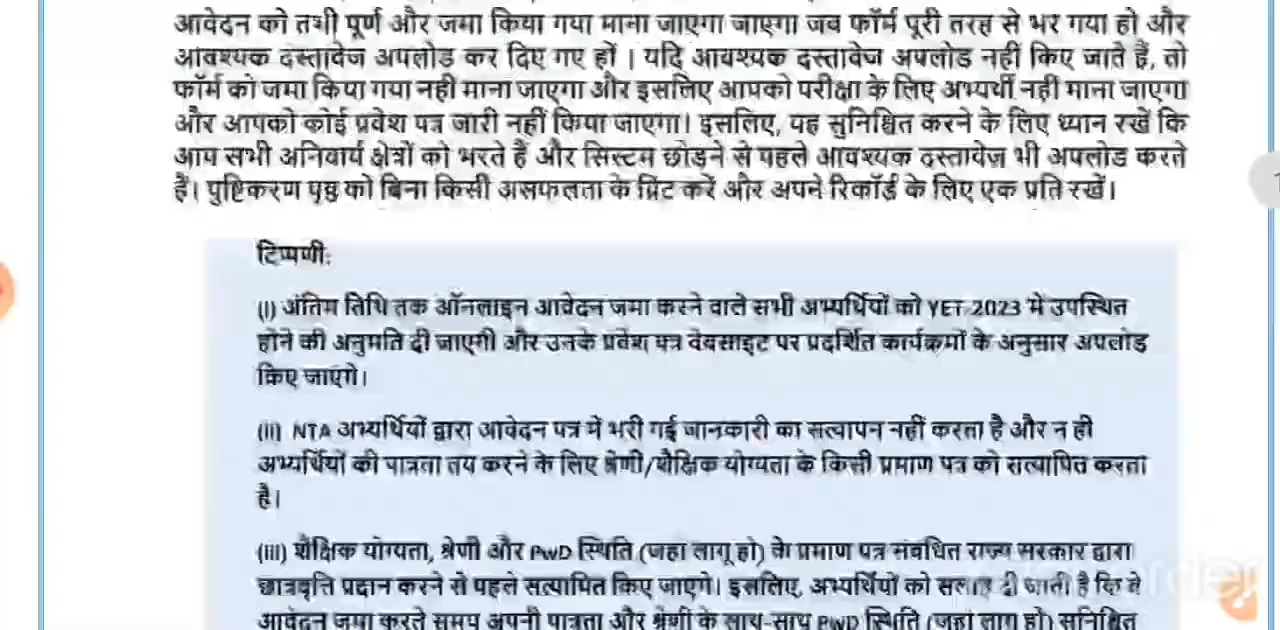 आवेदन को तभी पूर्ण और जमा किया गया माना जाएगा जाएगा जब फॉर्म पूरी तरह से भर गया हो और
आवश्यक दस्तावेज अपलोड कर दिए गए हों । यदि आवश्यक दस्तावेज अपलोड नहीं किए जाते हैं, तो
फॉर्म को जमा किया गया नहीं माना जाएगा और इसलिए आपको परीक्षा के लिए अभ्यर्थी नहीं माना जाएगा
और आपको कोई प्रवेश पत्र जारी नहीं किया जाएगा। इसलिए, यह सुनिश्चित करने के लिए ध्यान रखें कि
आप सभी अनिवार्य क्षेत्रों को भरते हैं और सिस्टम छोड़ने से पहले आवश्यक दस्तावेज़ भी अपलोड करते
हैं। पुष्टिकरण पृष्ठ को बिना किसी असफलता के प्रिंट करें और अपने रिकॉर्ड के लिए एक प्रति रखें।
टिप्पणी:
(i) अंतिम तिथि तक ऑनलाइन आवेदन जमा करने वाले सभी अभ्यर्थियों को YET 2023 में उपस्थित
होने की अनुमति दी जाएगी और उनके प्रवेश पत्र वेबसाइट पर प्रदर्शित कार्यक्रमों के अनुसार अपलोड
किए जाएंगे।
(ii) NTA अभ्यर्थियों द्वारा आवेदन पत्र में भरी गई जानकारी का सत्यापन नहीं करता है और न ही
अभ्यर्थियों की पात्रता तय करने के लिए श्रेणी/शैक्षिक योग्यता के किसी प्रमाण पत्र को सत्यापित करता
है।
(iii) शैक्षिक योग्यता, श्रेणी और PwD स्थिति (जहां लागू हो) के प्रमाण पत्र संबंधित राज्य सरकार द्वारा
छात्रवृत्ति प्रदान करने से पहले सत्यापित किए जाएंगे। इसलिए, अभ्यर्थियों को सलाह दी जाती है कि वे
आवेदन जमा करते समय अपनी पात्रता और श्रेणी के साथ-साथ PwD स्थिति (जहां लागू हो) सुनिश्चित